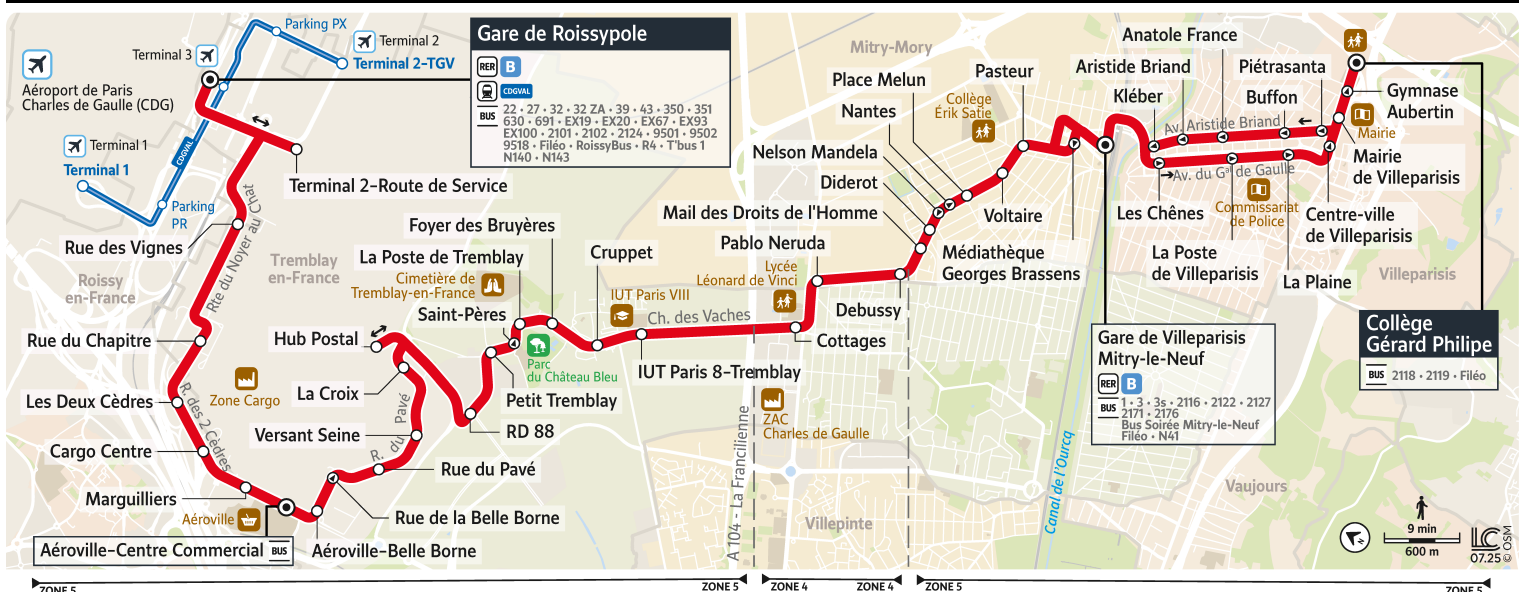 Parking PX
Terminal 2
Terminal 2-TGV
Terminal 3
Aéroport de Paris
Charles de Gaulle (CDG)
Terminal 1
Terminal 1
CDGVAL
Parking
PR
Gare de Roissypole
RER B
CDGVAL
BUS
22 • 27 • 32 • 32 ZA • 39 • 43 • 350 • 351
630 • 691 • EX19 • EX20 • EX67 • EX93
EX100 • 2101 • 2102 • 2124 • 9501 • 9502
9518 • Filéo • RoissyBus • R4 • T'bus 1
N140 • N143
Terminal 2-Route de Service
Rue des Vignes
Rte du Noyer au Chat
Roissy
en-France
Tremblay
en-France
Rue du Chapitre
Les Deux Cèdres
R. des 2 Cèdres
Zone Cargo
Cargo Centre
Marguilliers
Aéroville
Aéroville-Centre Commercial BUS
Aéroville-Belle Borne
Rue de la Belle Borne
Rue du Pavé
R. du Pavé
Versant Seine
La Croix
Hub Postal
RD 88
Petit Tremblay
Saint-Pères
Cimetière de
Tremblay-en-France
La Poste de Tremblay
Foyer des Bruyères
Parc
du Château Bleu
Cruppet
IUT Paris VIII
Ch. des Vaches
IUT Paris 8-Tremblay
Cottages
Lycée
Léonard de Vinci
Pablo Neruda
Debussy
ZAC
Charles de Gaulle
A 104 - La Francilienne
Villepinte
Mail des Droits de l'Homme
Diderot
Nelson Mandela
Nantes
Place Melun
Mitry-Mory
Collège
Érik Satie
Pasteur
Voltaire
Médiathèque
Georges Brassens
Canal de l'Ourcq
Gare de Villeparisis
Mitry-le-Neuf
RER B
BUS
1 • 3 • 3s • 2116 • 2122 • 2127
2171 • 2176
Bus Soirée Mitry-le-Neuf
Filéo • N41
Anatole France
Aristide Briand
Kléber
Piétrasanta
Buffon
Av. Aristide Briand
Av. du Gal de Gaulle
Les Chênes
La Poste
de Villeparisis
Commissariat
de Police
La Plaine
Centre-ville
de Villeparisis
Mairie
de Villeparisis
Mairie
Gymnase
Aubertin
Villeparisis
Vaujours
Collège
Gérard Philipe
BUS 2118 • 2119 • Filéo
9 min
600 m
LC
07.25
© OSM
ZONE 5
ZONE 5
ZONE 4
ZONE 4
ZONE 5
ZONE 5